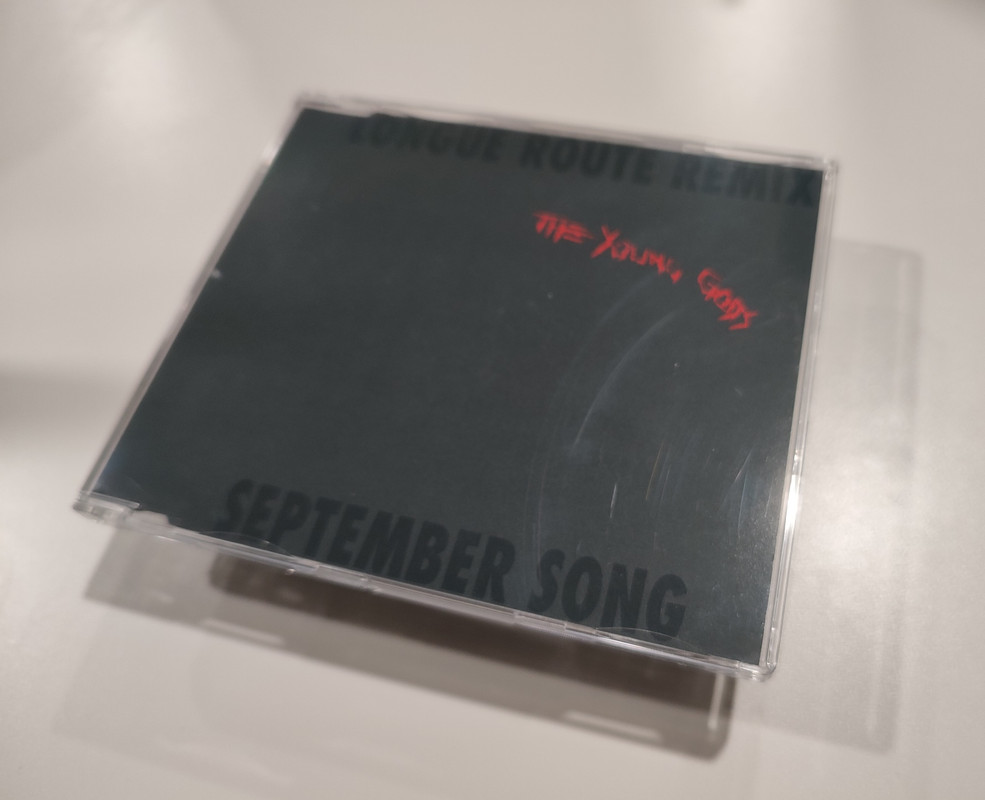 LONGUE ROUTE REMIX
THE YOUNG GODS
SEPTEMBER SONG